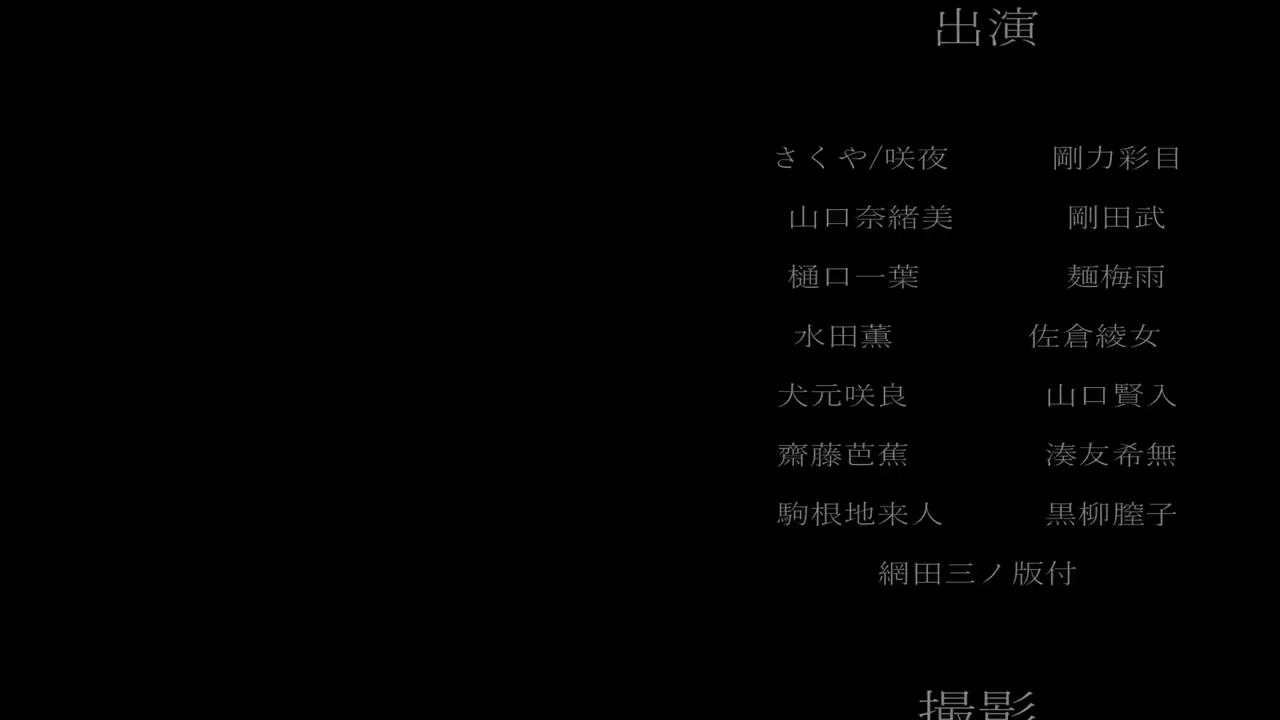 出演
さくや/咲夜 剛力彩目
山口奈緒美 剛田武
樋口一葉 麺梅雨
水田薫 佐倉綾女
犬元咲良 山口賢入
齋藤芭蕉 湊友希無
駒根地来人 黒柳膣子
網田三ノ版付
撮影